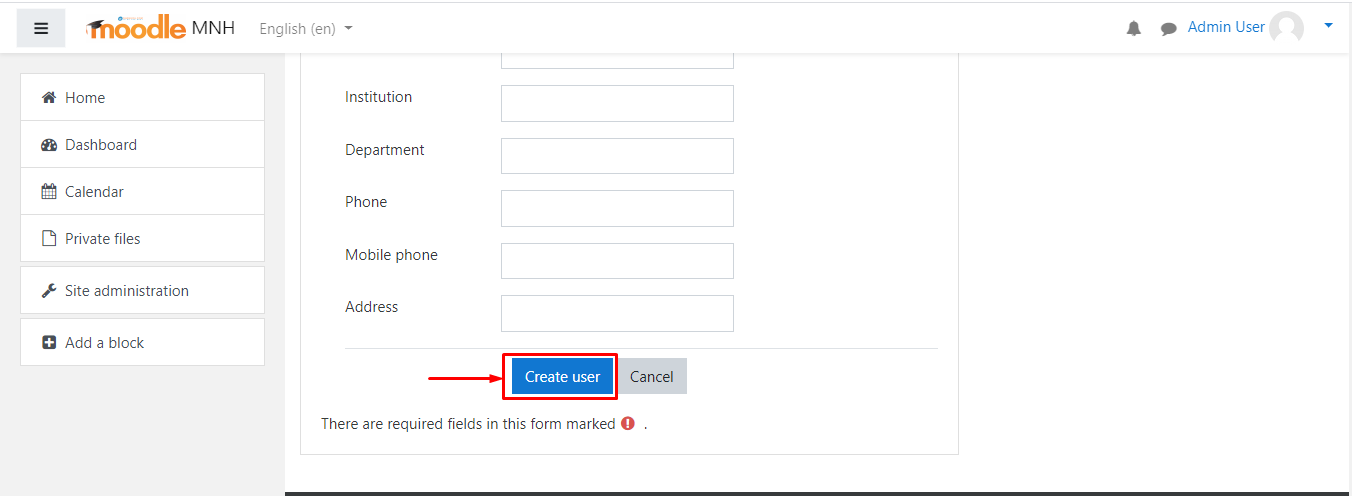 moodle MNH English (en) Admin User
Home
Dashboard
Calendar
Private files
Site administration
Add a block
Institution
Department
Phone
Mobile phone
Address
Create user Cancel
There are required fields in this form marked .